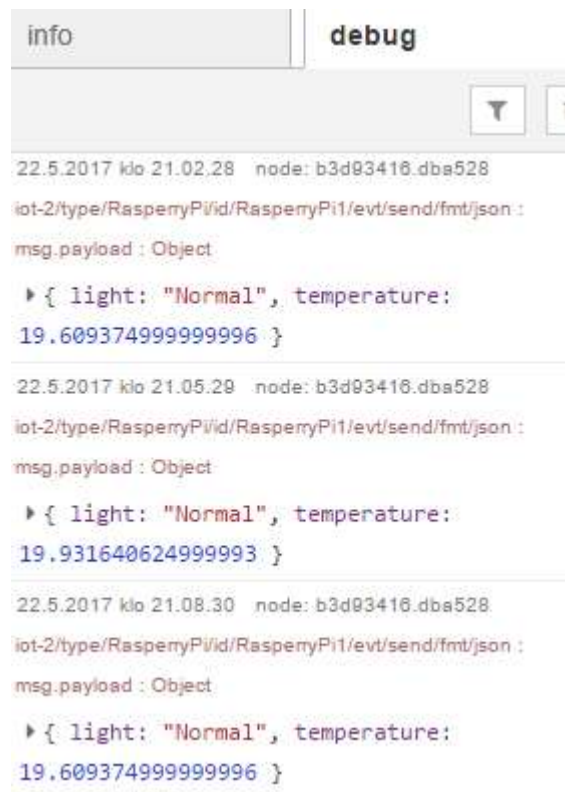 info debug
22.5.2017 klo 21.02.28 node: b3d93416.dba528
iot-2/type/RasperryPi/id/RasperryPi1/evt/send/fmt/json :
msg.payload : Object
{ light: "Normal", temperature:
19.609374999999996 }
22.5.2017 klo 21.05.29 node: b3d93416.dba528
iot-2/type/RasperryPi/id/RasperryPi1/evt/send/fmt/json :
msg.payload : Object
{ light: "Normal", temperature:
19.931640624999993 }
22.5.2017 klo 21.08.30 node: b3d93416.dba528
iot-2/type/RasperryPi/id/RasperryPi1/evt/send/fmt/json :
msg.payload : Object
{ light: "Normal", temperature:
19.609374999999996 }